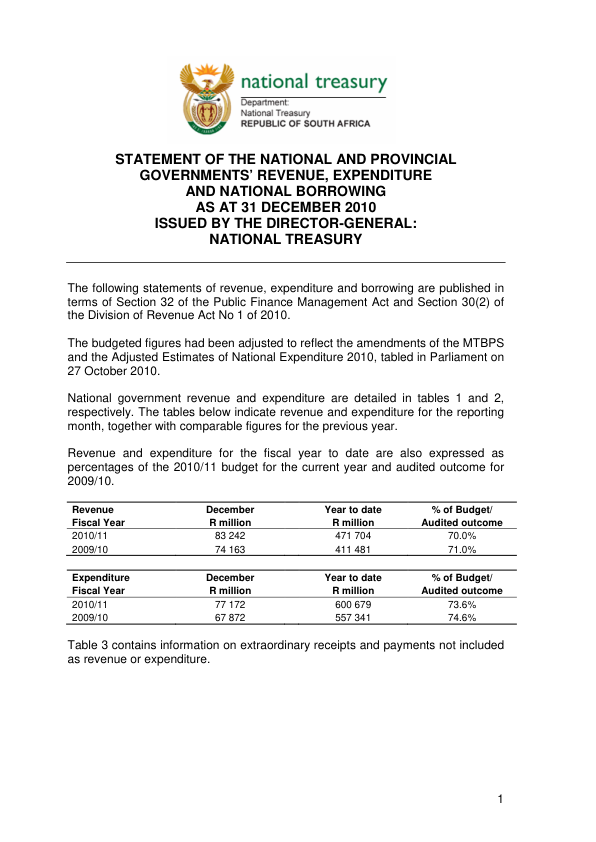 national treasury
Department:
National Treasury
REPUBLIC OF SOUTH AFRICA
STATEMENT OF THE NATIONAL AND PROVINCIAL
GOVERNMENTS' REVENUE, EXPENDITURE
AND NATIONAL BORROWING
AS AT 31 DECEMBER 2010
ISSUED BY THE DIRECTOR-GENERAL:
NATIONAL TREASURY
The following statements of revenue, expenditure and borrowing are published in
terms of Section 32 of the Public Finance Management Act and Section 30(2) of
the Division of Revenue Act No 1 of 2010.
The budgeted figures had been adjusted to reflect the amendments of the MTBPS
and the Adjusted Estimates of National Expenditure 2010, tabled in Parliament on
27 October 2010.
National government revenue and expenditure are detailed in tables 1 and 2,
respectively. The tables below indicate revenue and expenditure for the reporting
month, together with comparable figures for the previous year.
Revenue and expenditure for the fiscal year to date are also expressed as
percentages of the 2010/11 budget for the current year and audited outcome for
2009/10.
Revenue December Year to date % of Budget/
Fiscal Year R million R million Audited outcome
2010/11 83 242 471 704 70.0%
2009/10 74 163 411 481 71.0%
Expenditure December Year to date % of Budget/
Fiscal Year R million R million Audited outcome
2010/11 77 172 600 679 73.6%
2009/10 67 872 557 341 74.6%
Table 3 contains information on extraordinary receipts and payments not included
as revenue or expenditure.
1